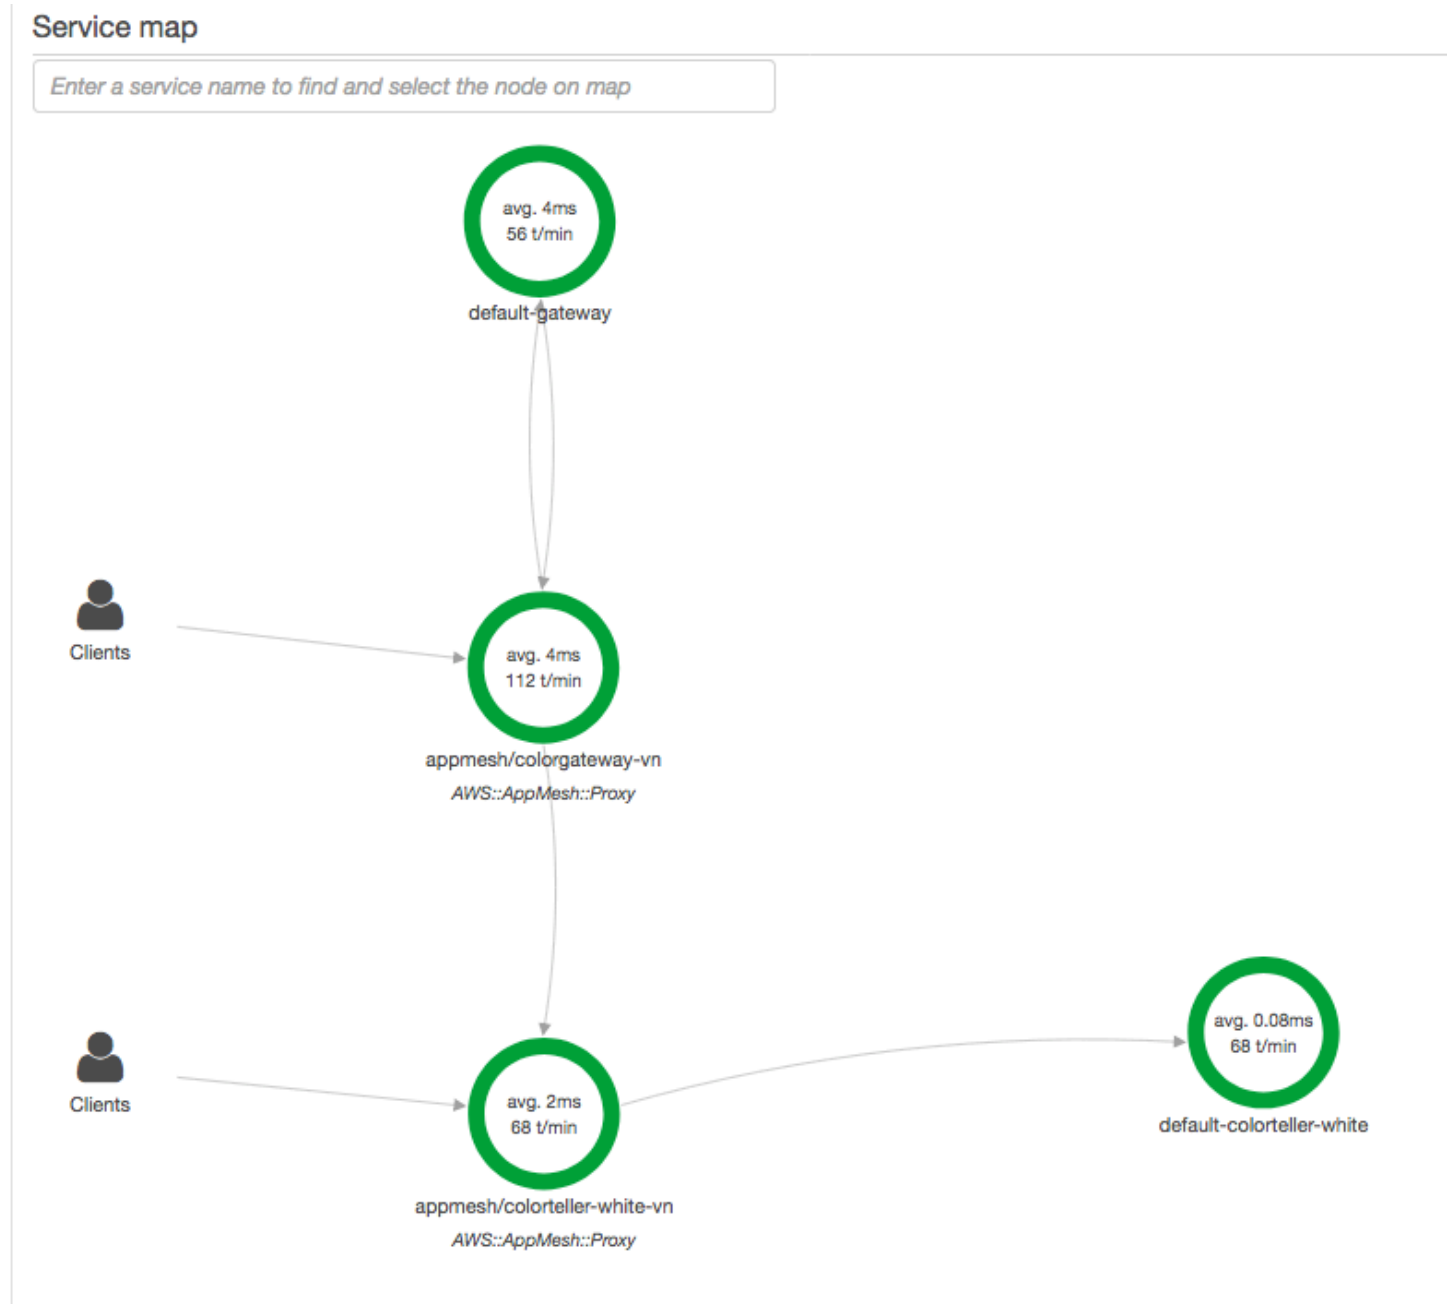 Service map
Enter a service name to find and select the node on map
avg. 4ms
56 t/min
default-gateway
Clients
avg. 4ms
112 t/min
appmesh/colorgateway-vn
AWS::AppMesh::Proxy
Clients
avg. 2ms
68 t/min
appmesh/colorteller-white-vn
AWS::AppMesh::Proxy
avg. 0.08ms
68 t/min
default-colorteller-white